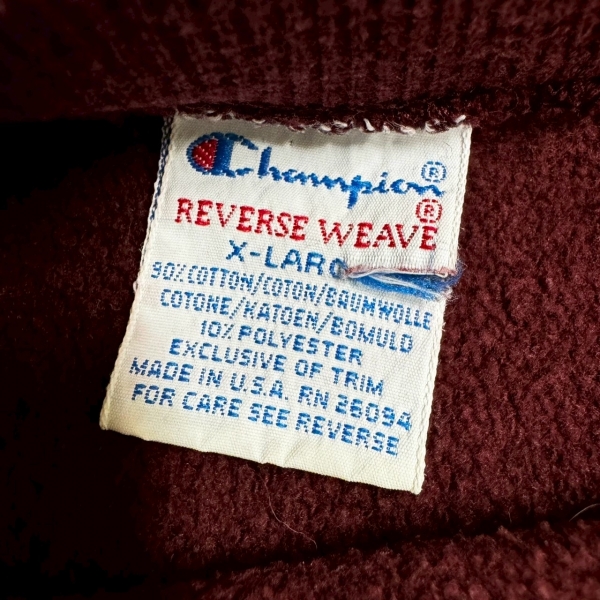 Champion®
REVERSE WEAVE®
X-LARG
90% COTTON/COTON/BAUMWOLLE
COTONE/KATOEN/BOMULD
10% POLYESTER
EXCLUSIVE OF TRIM
MADE IN U.S.A. RN 26094
FOR CARE SEE REVERSE